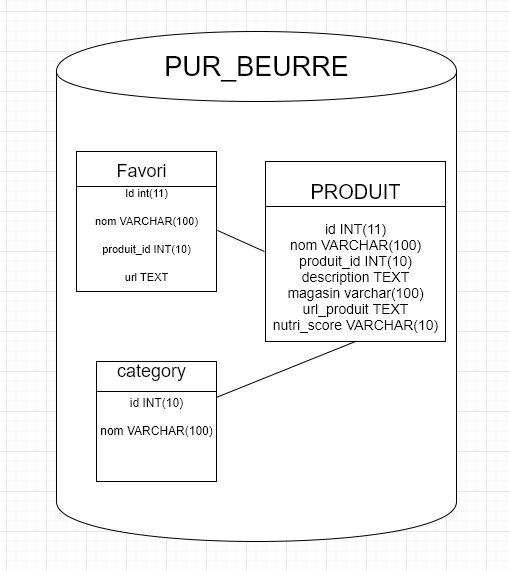 PUR_BEURRE
Favori
Id int(11)
nom VARCHAR(100)
produit_id INT(10)
url TEXT
PRODUIT
id INT(11)
nom VARCHAR(100)
produit_id INT(10)
description TEXT
magasin varchar(100)
url_produit TEXT
nutri_score VARCHAR(10)
category
id INT(10)
nom VARCHAR(100)